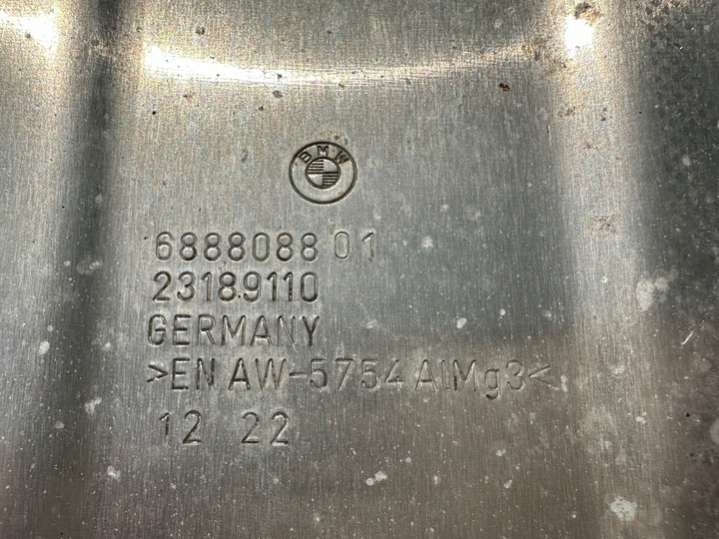 BMW
6888088 01
23189110
GERMANY
>EN AW-5754 AlMg3<
12 22